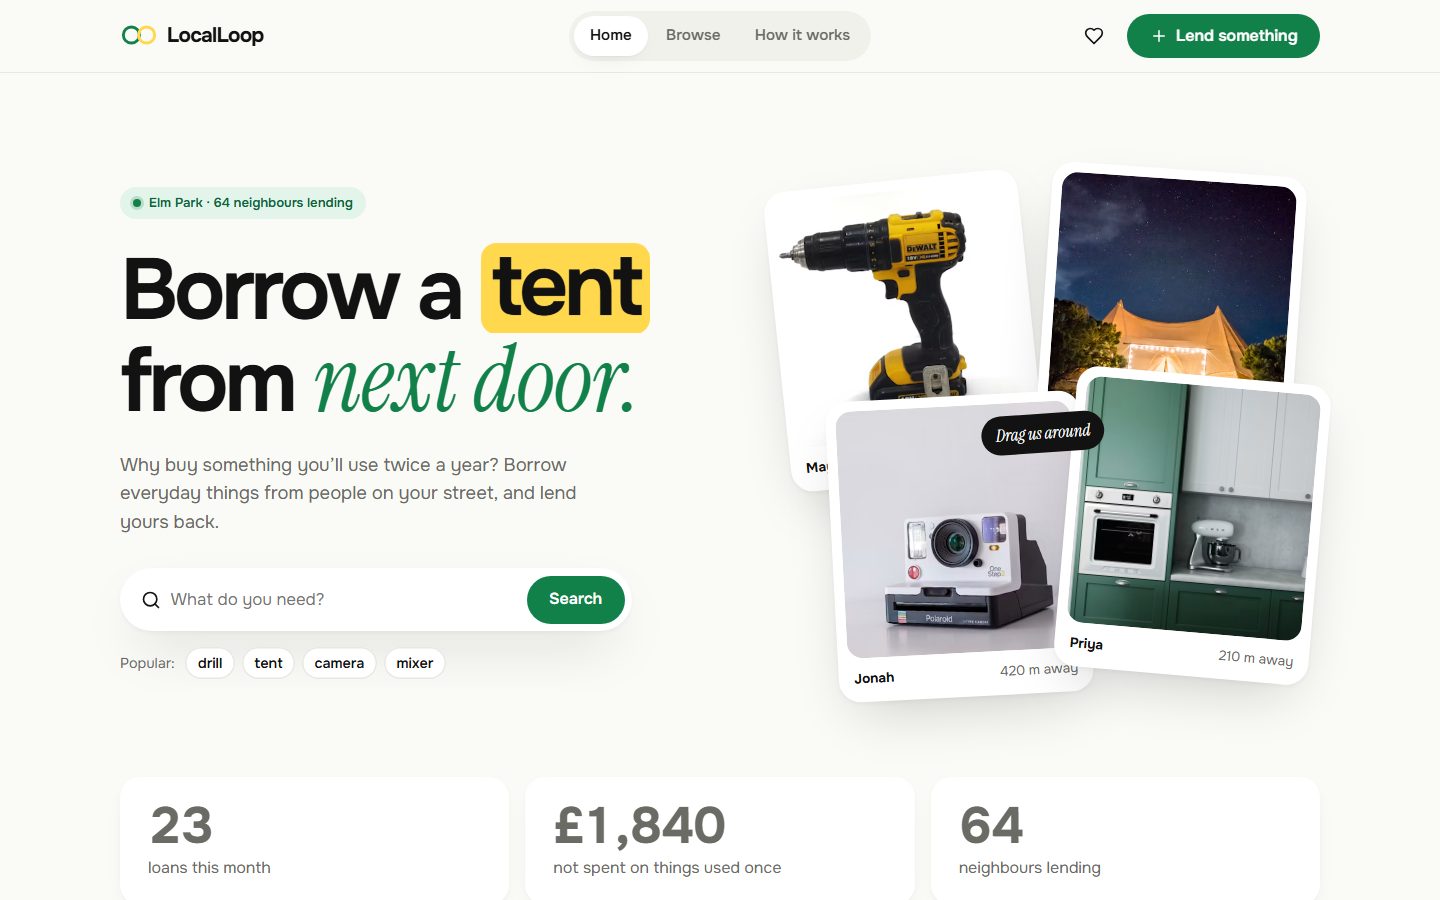 LocalLoop
Home
Browse
How it works
Lend something
Elm Park · 64 neighbours lending
Borrow a tent
from next door.
Why buy something you’ll use twice a year? Borrow
everyday things from people on your street, and lend
yours back.
What do you need?
Search
Popular:
drill
tent
camera
mixer
DEWALT
Drag us around
One
Polaroid
Jonah
420 m away
Priya
210 m away
23
loans this month
£1,840
not spent on things used once
64
neighbours lending